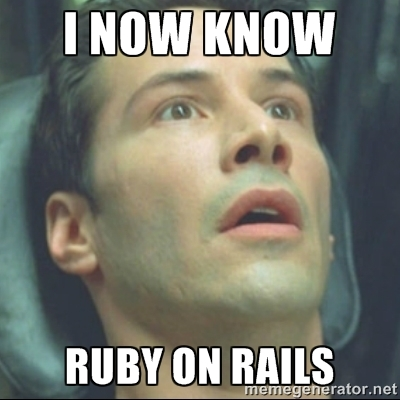 I NOW KNOW
RUBY ON RAILS
memegenerator.net